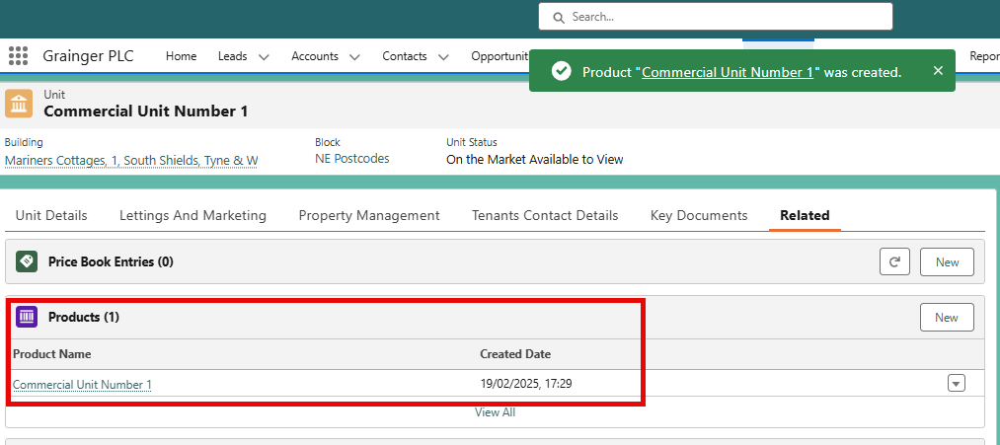 Search...
Grainger PLC Home Leads Accounts Contacts Opportunit Repor
Product "Commercial Unit Number 1" was created.
Unit
Commercial Unit Number 1
Building Block Unit Status
Mariners Cottages, 1, South Shields, Tyne & W NE Postcodes On the Market Available to View
Unit Details Lettings And Marketing Property Management Tenants Contact Details Key Documents Related
Price Book Entries (0) New
Products (1) New
Product Name Created Date
Commercial Unit Number 1 19/02/2025, 17:29
View All